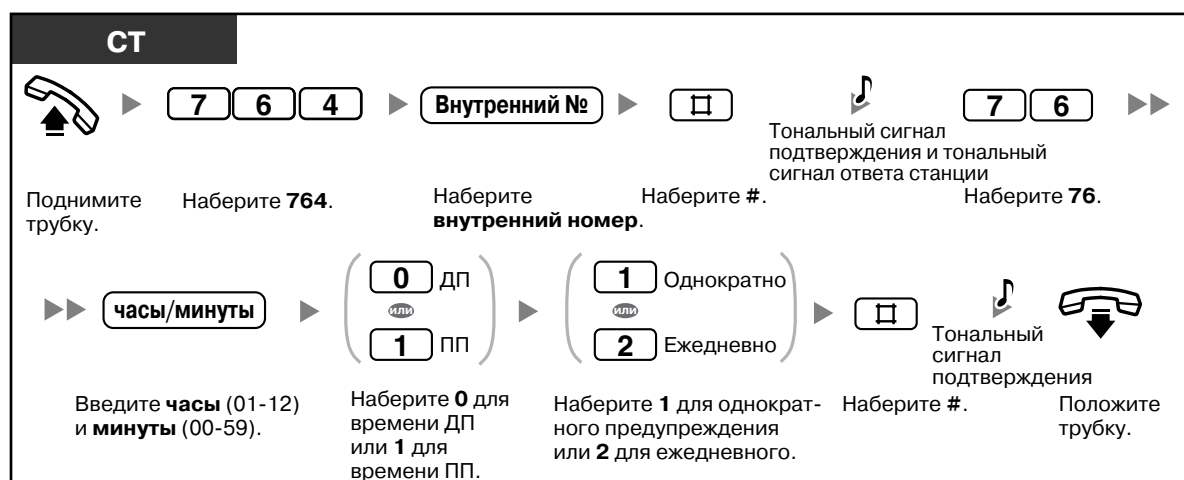 СТ
7 6 4
Внутренний №
#
7 6
Тональный сигнал
подтверждения и тональный
сигнал ответа станции
Поднимите
трубку.
Наберите 764.
Наберите
внутренний номер.
Наберите #.
Наберите 76.
часы/минуты
0 ДП
или
1 ПП
1 Однократно
или
2 Ежедневно
#
Тональный
сигнал
подтверждения
Введите часы (01-12)
и минуты (00-59).
Наберите 0 для
времени ДП
или 1 для
времени ПП.
Наберите 1 для однократ-
ного предупреждения
или 2 для ежедневного.
Наберите #.
Положите
трубку.